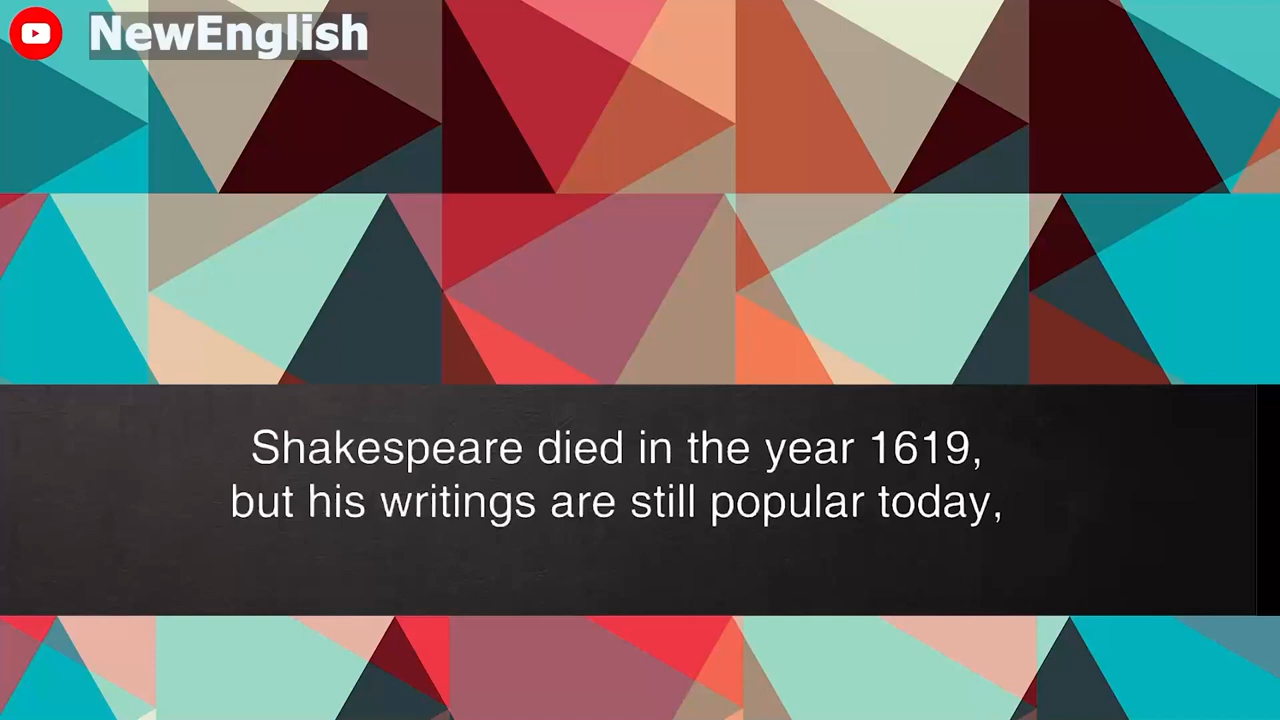 NewEnglish
Shakespeare died in the year 1619,
but his writings are still popular today,